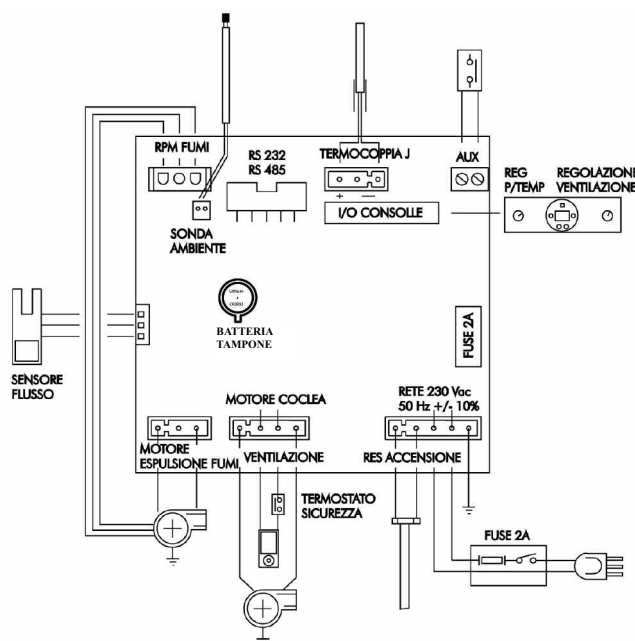 RPM FUMI
RS 232
RS 485
TERMOCOPPIA J
AUX
REG
P/TEMP
REGOLAZIONE
VENTILAZIONE
+ —
I/O CONSOLLE
SONDA
AMBIENTE
BATTERIA
TAMPONE
FUSE 2A
SENSORE
FLUSSO
MOTORE COCLEA
RETE 230 Vac
50 Hz +/- 10%
MOTORE
ESPULSIONE FUMI
VENTILAZIONE
RES ACCENSIONE
TERMOSTATO
SICUREZZA
FUSE 2A